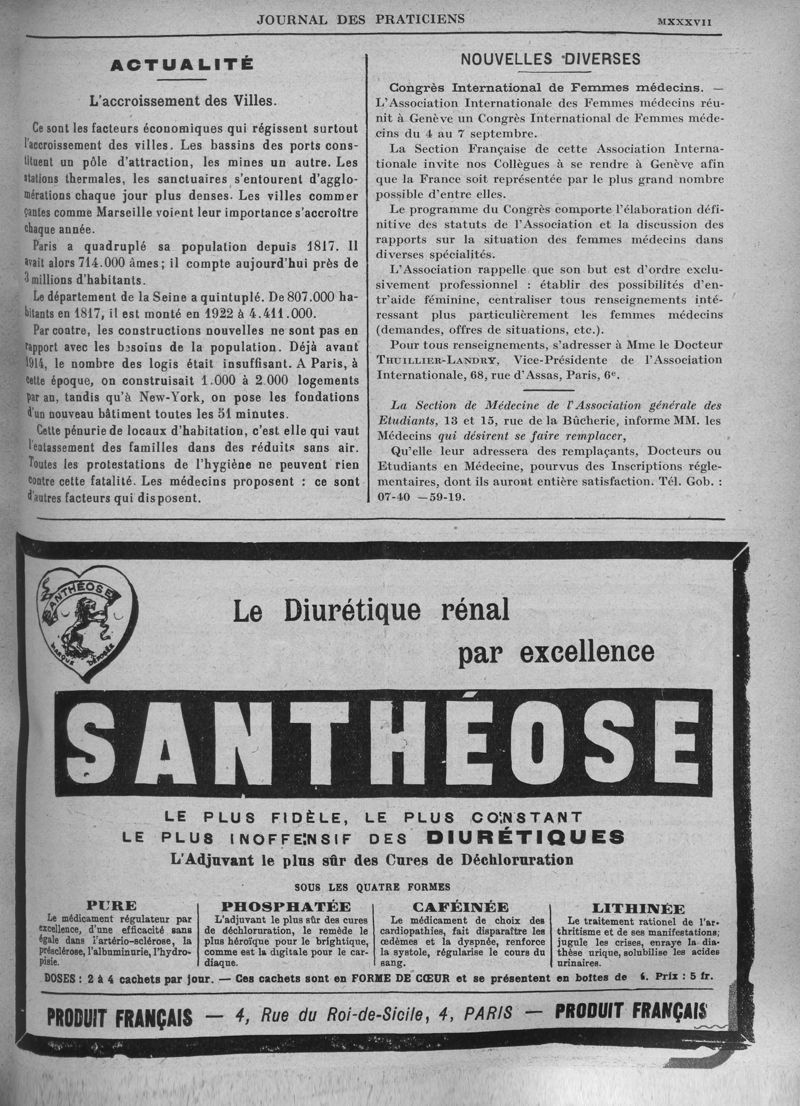 JOURNAL DES PRATICIENS
MXXXVII
ACTUALITÉ
L'accroissement des Villes.
Ce sont les facteurs économiques qui régissent surtout
l'accroissement des villes. Les bassins des ports cons-
tituent un pôle d'attraction, les mines un autre. Les
stations thermales, les sanctuaires s'entourent d'agglo-
mérations chaque jour plus denses. Les villes commer
çantes comme Marseille voient leur importance s'accroître
chaque année.
Paris a quadruplé sa population depuis 1817. Il
avait alors 714.000 âmes; il compte aujourd'hui près de
3 millions d'habitants.
Le département de la Seine a quintuplé. De 807.000 ha-
bitants en 1817, il est monté en 1922 à 4.411.000.
Par contre, les constructions nouvelles ne sont pas en
rapport avec les besoins de la population. Déjà avant
1914, le nombre des logis était insuffisant. A Paris, à
cette époque, on construisait 1.000 à 2.000 logements
par an, tandis qu'à New-York, on pose les fondations
d'un nouveau bâtiment toutes les 51 minutes.
Cette pénurie de locaux d'habitation, c'est elle qui vaut
l'entassement des familles dans des réduits sans air.
Toutes les protestations de l'hygiène ne peuvent rien
contre cette fatalité. Les médecins proposent : ce sont
d'autres facteurs qui disposent.
NOUVELLES DIVERSES
Congrès International de Femmes médecins. —
L'Association Internationale des Femmes médecins réu-
nit à Genève un Congrès International de Femmes méde-
cins du 4 au 7 septembre.
La Section Française de cette Association Interna-
tionale invite nos Collègues à se rendre à Genève afin
que la France soit représentée par le plus grand nombre
possible d'entre elles.
Le programme du Congrès comporte l'élaboration défi-
nitive des statuts de l'Association et la discussion des
rapports sur la situation des femmes médecins dans
diverses spécialités.
L'Association rappelle que son but est d'ordre exclu-
sivement professionnel : établir des possibilités d'en-
tr'aide féminine, centraliser tous renseignements inté-
ressant plus particulièrement les femmes médecins
(demandes, offres de situations, etc.).
Pour tous renseignements, s'adresser à Mme le Docteur
THUILLIER-LANDRY, Vice-Présidente de l'Association
Internationale, 68, rue d'Assas, Paris, 6e.
La Section de Médecine de l'Association générale des
Etudiants, 13 et 15, rue de la Bûcherie, informe MM. les
Médecins qui désirent se faire remplacer,
Qu'elle leur adressera des remplaçants, Docteurs ou
Etudiants en Médecine, pourvus des Inscriptions régle-
mentaires, dont ils auront entière satisfaction. Tél. Gob. :
07-40 — 59-19.
SANTHÉOSE
MARQUE DÉPOSÉE
Le Diurétique rénal
par excellence
SANTHÉOSE
LE PLUS FIDÈLE, LE PLUS CONSTANT
LE PLUS INOFFENSIF DES DIURÉTIQUES
L'Adjuvant le plus sûr des Cures de Déchloruration
SOUS LES QUATRE FORMES
PURE
Le médicament régulateur par
excellence, d'une efficacité sans
égale dans l'artério-sclérose, la
présclérose, l'albuminurie, l'hydro-
pisie.
PHOSPHATÉE
L'adjuvant le plus sûr des cures
de déchloruration, le remède le
plus héroïque pour le brightique,
comme est la digitale pour le car-
diaque.
CAFÉINÉE
Le médicament de choix des
cardiopathies, fait disparaître les
œdèmes et la dyspnée, renforce
la systole, régularise le cours du
sang.
LITHINÉE
Le traitement rationel de l'ar-
thritisme et de ses manifestations;
jugule les crises, enraye la dia-
thèse urique, solubilise les acides
urinaires.
DOSES : 2 à 4 cachets par jour. — Ces cachets sont en FORME DE CŒUR et se présentent en boîtes de Prix : 5 fr.
PRODUIT FRANÇAIS — 4, Rue du Roi-de-Sicile, 4, PARIS — PRODUIT FRANÇAIS